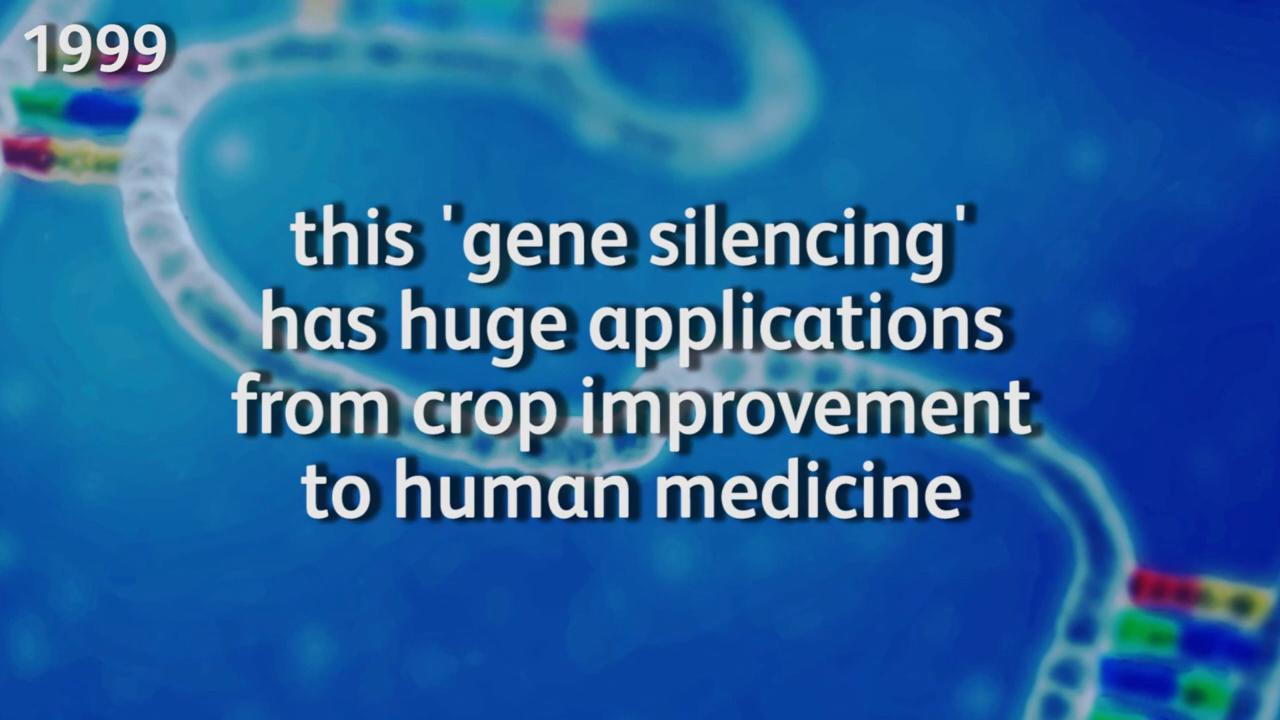 1999
this 'gene silencing'
has huge applications
from crop improvement
to human medicine